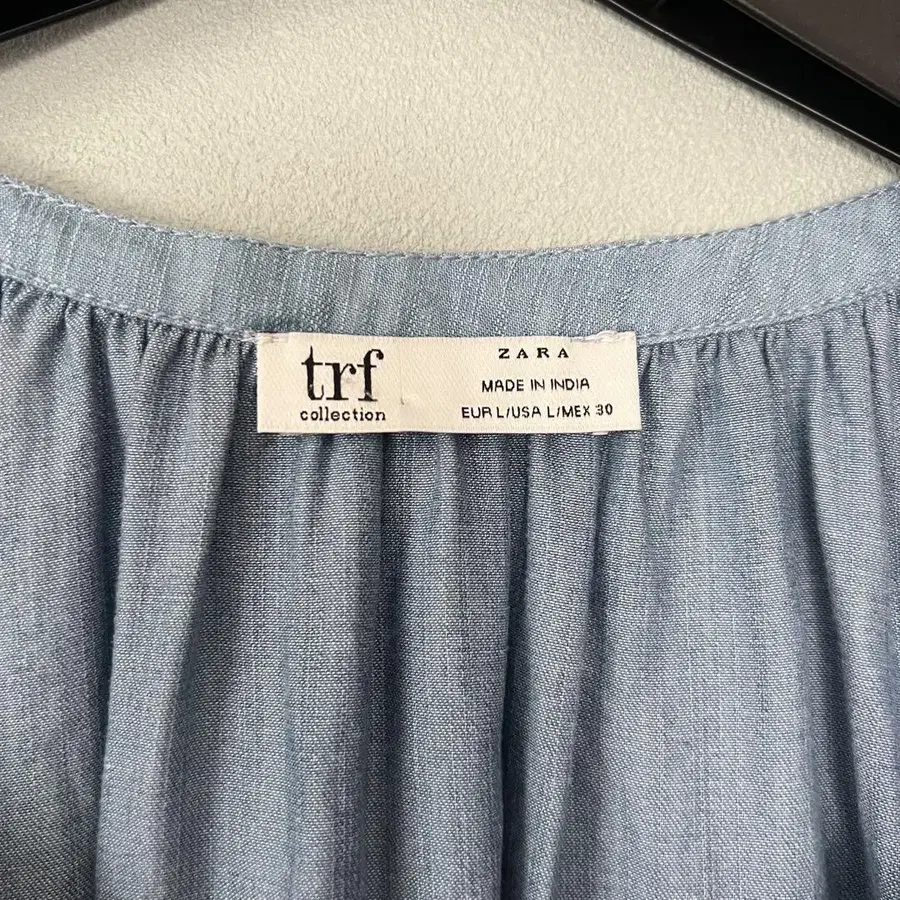 trf
collection
ZARA
MADE IN INDIA
EUR L/USA L/MEX 30